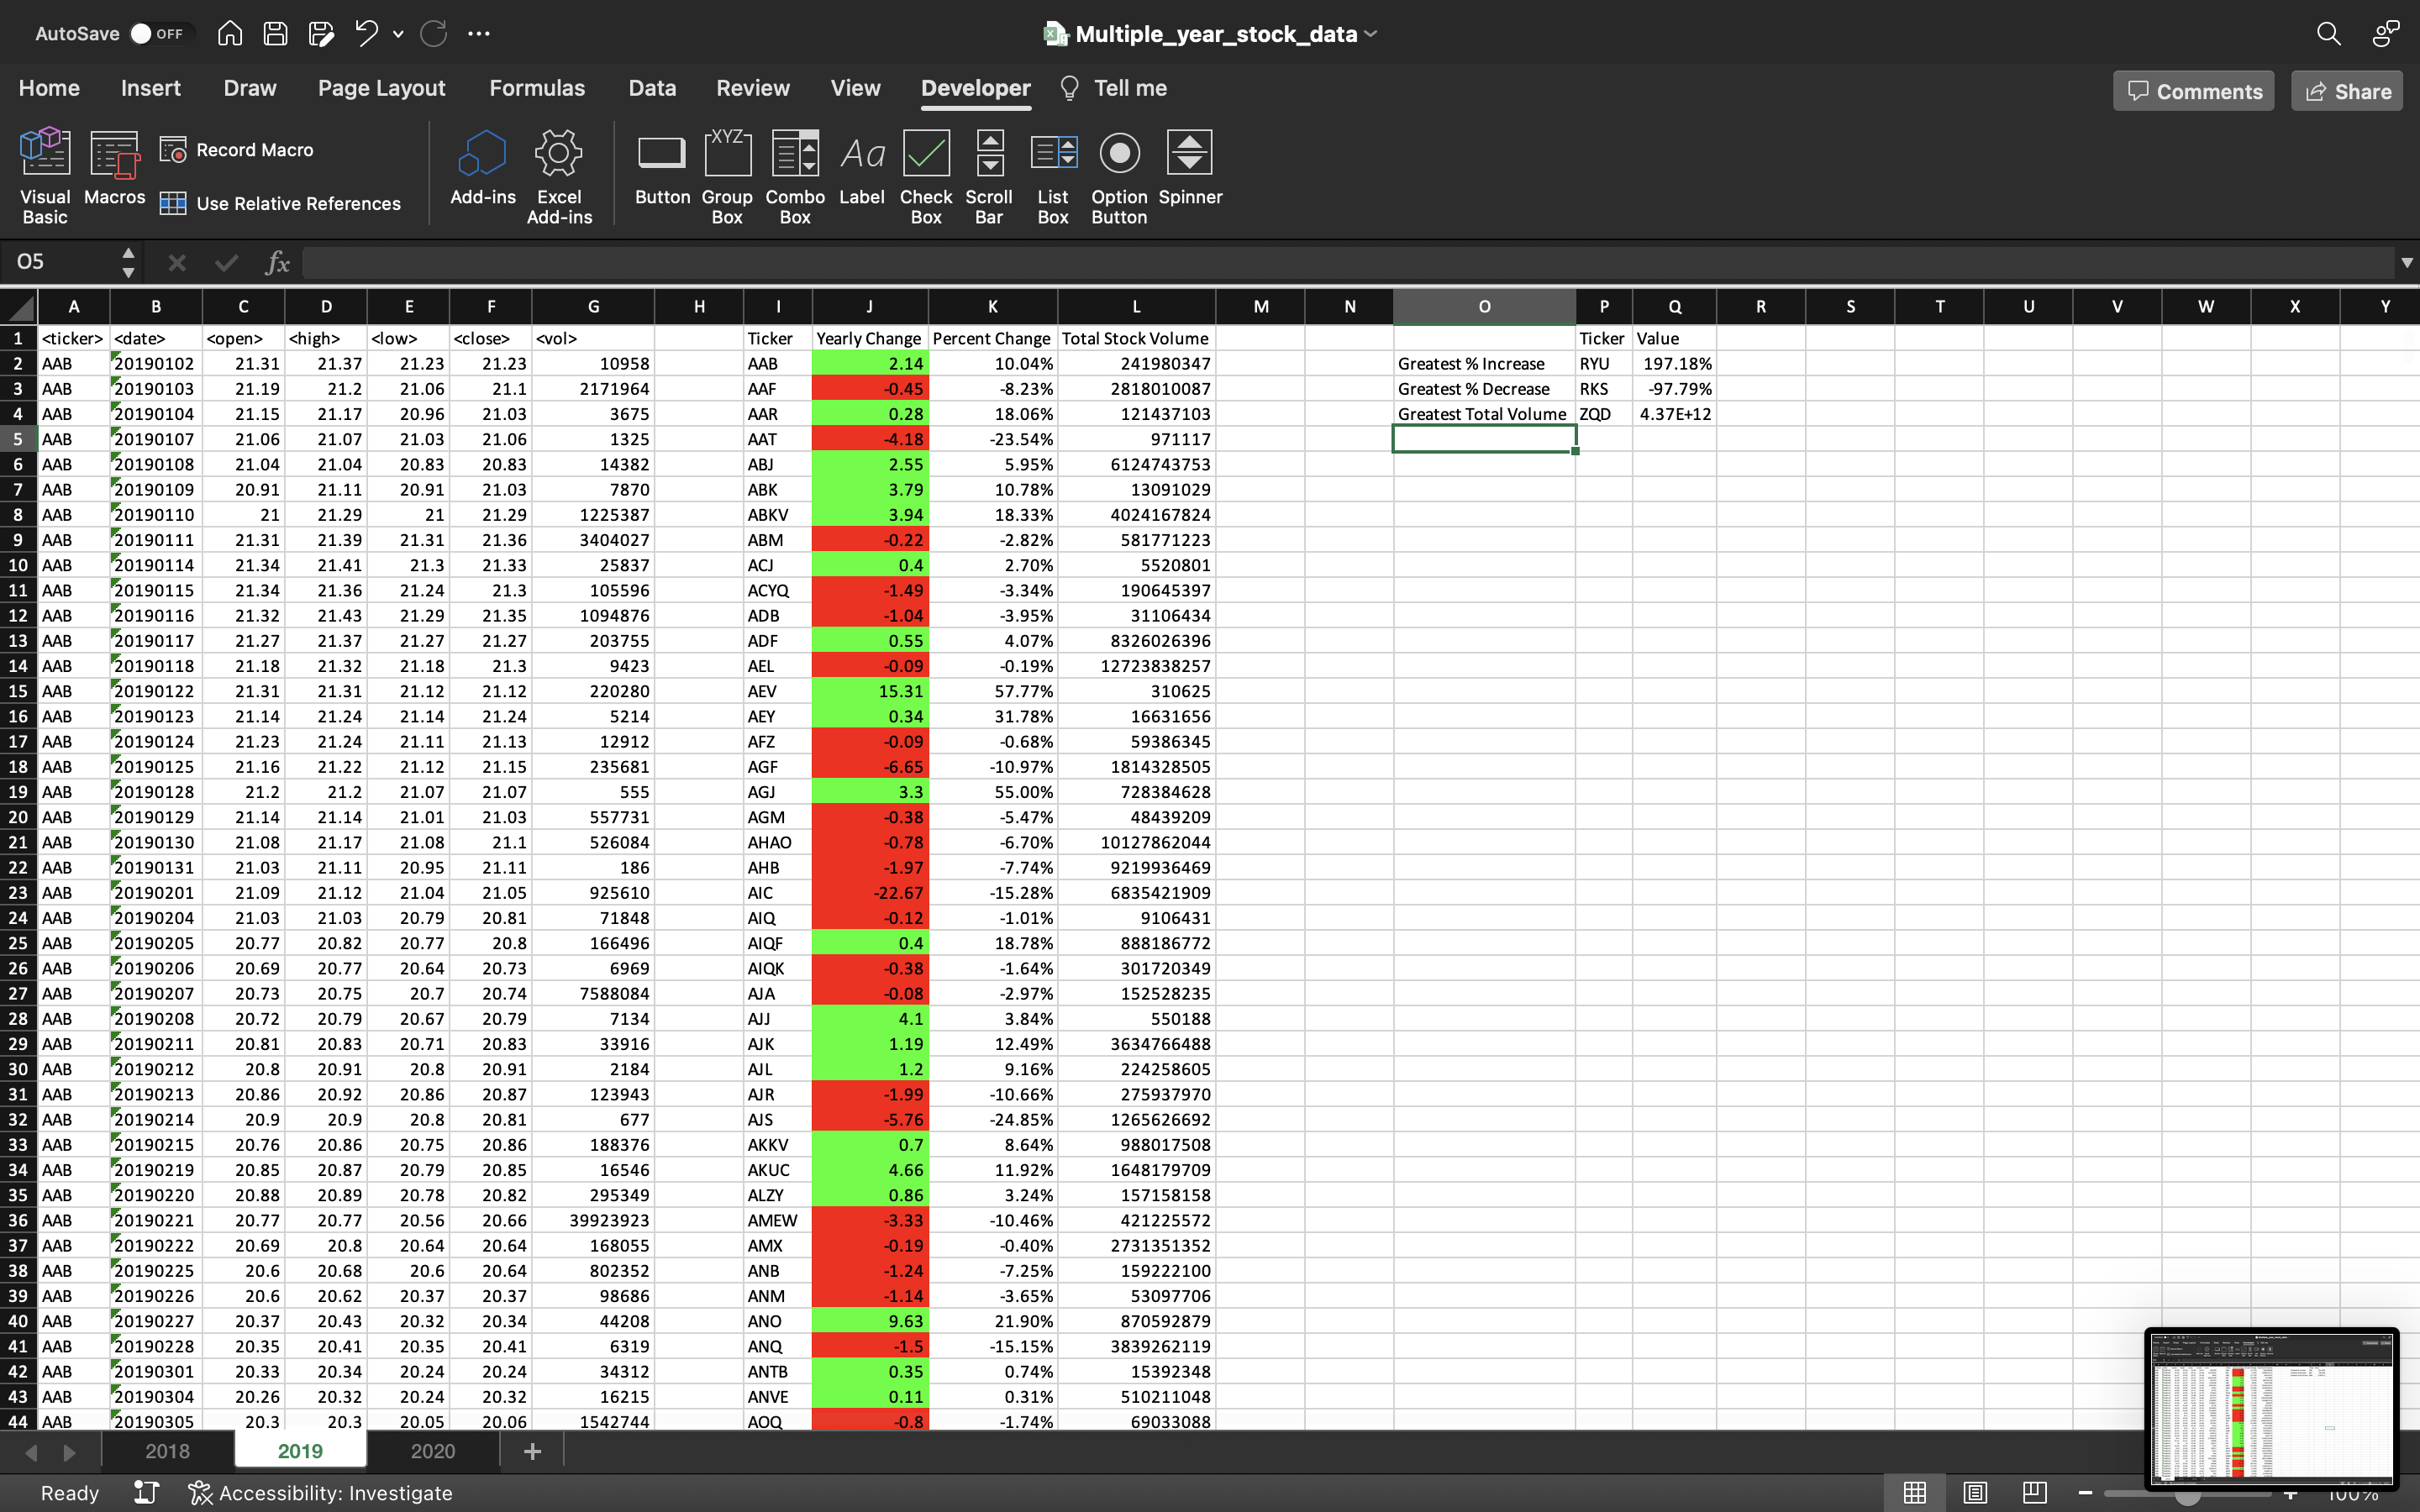 AutoSave OFF Multiple_year_stock_data
Home Insert Draw Page Layout Formulas Data Review View Developer Tell me Comments Share
Visual Basic Macros Record Macro Use Relative References Add-ins Excel Add-ins Button Group Box Combo Box Label Check Box Scroll Bar List Box Option Button Spinner
XYZ Aa
O5 fx
A B C D E F G H I J K L M N O P Q R S T U V W X Y
1 <ticker> <date> <open> <high> <low> <close> <vol> Ticker Yearly Change Percent Change Total Stock Volume Ticker Value
2 AAB 20190102 21.31 21.37 21.23 21.23 10958 AAB 2.14 10.04% 241980347 Greatest % Increase RYU 197.18%
3 AAB 20190103 21.19 21.2 21.06 21.1 2171964 AAF -0.45 -8.23% 2818010087 Greatest % Decrease RKS -97.79%
4 AAB 20190104 21.15 21.17 20.96 21.03 3675 AAR 0.28 18.06% 121437103 Greatest Total Volume ZQD 4.37E+12
5 AAB 20190107 21.06 21.07 21.03 21.06 1325 AAT -4.18 -23.54% 971117
6 AAB 20190108 21.04 21.04 20.83 20.83 14382 ABJ 2.55 5.95% 6124743753
7 AAB 20190109 20.91 21.11 20.91 21.03 7870 ABK 3.79 10.78% 13091029
8 AAB 20190110 21 21.29 21 21.29 1225387 ABKV 3.94 18.33% 4024167824
9 AAB 20190111 21.31 21.39 21.31 21.36 3404027 ABM -0.22 -2.82% 581771223
10 AAB 20190114 21.34 21.41 21.3 21.33 25837 ACJ 0.4 2.70% 5520801
11 AAB 20190115 21.34 21.36 21.24 21.3 105596 ACYQ -1.49 -3.34% 190645397
12 AAB 20190116 21.32 21.43 21.29 21.35 1094876 ADB -1.04 -3.95% 31106434
13 AAB 20190117 21.27 21.37 21.27 21.27 203755 ADF 0.55 4.07% 8326026396
14 AAB 20190118 21.18 21.32 21.18 21.3 9423 AEL -0.09 -0.19% 12723838257
15 AAB 20190122 21.31 21.31 21.12 21.12 220280 AEV 15.31 57.77% 310625
16 AAB 20190123 21.14 21.24 21.14 21.24 5214 AEY 0.34 31.78% 16631656
17 AAB 20190124 21.23 21.24 21.11 21.13 12912 AFZ -0.09 -0.68% 59386345
18 AAB 20190125 21.16 21.22 21.12 21.15 235681 AGF -6.65 -10.97% 1814328505
19 AAB 20190128 21.2 21.2 21.07 21.07 555 AGJ 3.3 55.00% 728384628
20 AAB 20190129 21.14 21.14 21.01 21.03 557731 AGM -0.38 -5.47% 48439209
21 AAB 20190130 21.08 21.17 21.08 21.1 526084 AHAO -0.78 -6.70% 10127862044
22 AAB 20190131 21.03 21.11 20.95 21.11 186 AHB -1.97 -7.74% 9219936469
23 AAB 20190201 21.09 21.12 21.04 21.05 925610 AIC -22.67 -15.28% 6835421909
24 AAB 20190204 21.03 21.03 20.79 20.81 71848 AIQ -0.12 -1.01% 9106431
25 AAB 20190205 20.77 20.82 20.77 20.8 166496 AIQF 0.4 18.78% 888186772
26 AAB 20190206 20.69 20.77 20.64 20.73 6969 AIQK -0.38 -1.64% 301720349
27 AAB 20190207 20.73 20.75 20.7 20.74 7588084 AJA -0.08 -2.97% 152528235
28 AAB 20190208 20.72 20.79 20.67 20.79 7134 AJJ 4.1 3.84% 550188
29 AAB 20190211 20.81 20.83 20.71 20.83 33916 AJK 1.19 12.49% 3634766488
30 AAB 20190212 20.8 20.91 20.8 20.91 2184 AJL 1.2 9.16% 224258605
31 AAB 20190213 20.86 20.92 20.86 20.87 123943 AJR -1.99 -10.66% 275937970
32 AAB 20190214 20.9 20.9 20.8 20.81 677 AJS -5.76 -24.85% 1265626692
33 AAB 20190215 20.76 20.86 20.75 20.86 188376 AKKV 0.7 8.64% 988017508
34 AAB 20190219 20.85 20.87 20.79 20.85 16546 AKUC 4.66 11.92% 1648179709
35 AAB 20190220 20.88 20.89 20.78 20.82 295349 ALZY 0.86 3.24% 157158158
36 AAB 20190221 20.77 20.77 20.56 20.66 39923923 AMEW -3.33 -10.46% 421225572
37 AAB 20190222 20.69 20.8 20.64 20.64 168055 AMX -0.19 -0.40% 2731351352
38 AAB 20190225 20.6 20.68 20.6 20.64 802352 ANB -1.24 -7.25% 159222100
39 AAB 20190226 20.6 20.62 20.37 20.37 98686 ANM -1.14 -3.65% 53097706
40 AAB 20190227 20.37 20.43 20.32 20.34 44208 ANO 9.63 21.90% 870592879
41 AAB 20190228 20.35 20.41 20.35 20.41 6319 ANQ -1.5 -15.15% 3839262119
42 AAB 20190301 20.33 20.34 20.24 20.24 34312 ANTB 0.35 0.74% 15392348
43 AAB 20190304 20.26 20.32 20.24 20.32 16215 ANVE 0.11 0.31% 510211048
44 AAB 20190305 20.3 20.3 20.05 20.06 1542744 AOQ -0.8 -1.74% 69033088
2018 2019 2020
Ready Accessibility: Investigate 100%